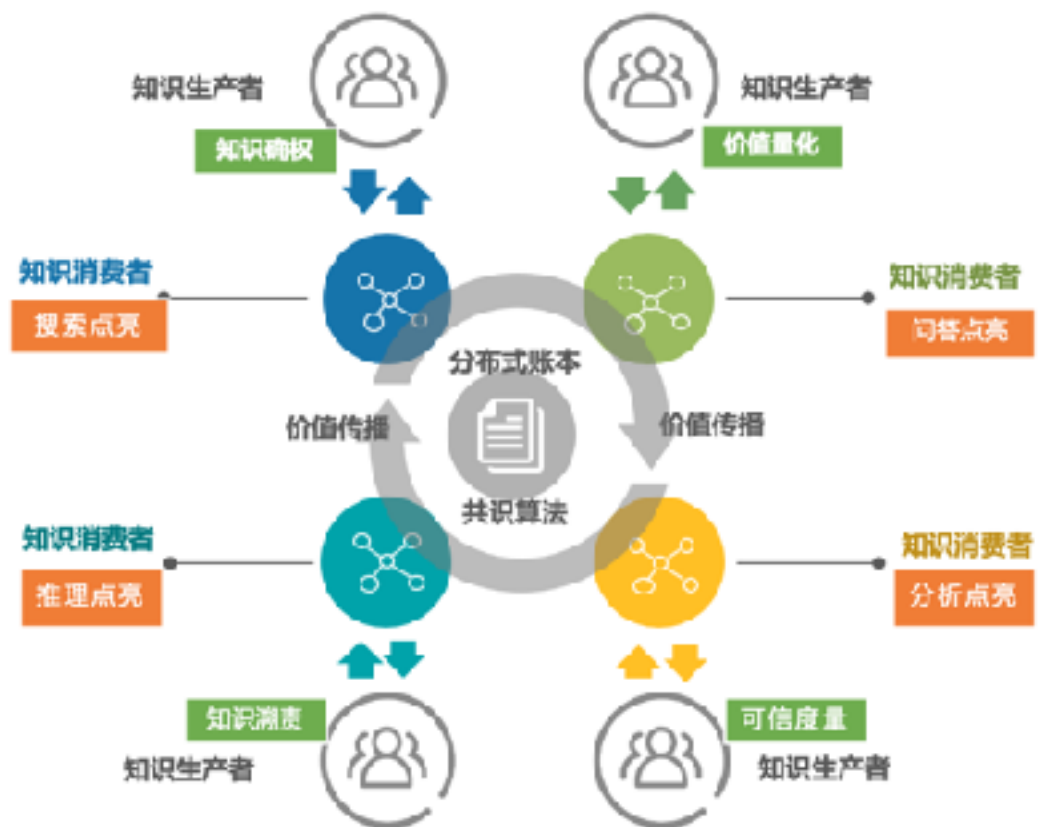 知识生产者
知识生产者
知识确权
价值量化
知识消费者
知识消费者
搜索点亮
问答点亮
分布式账本
价值传播
价值传播
共识算法
知识消费者
知识消费者
推理点亮
分析点亮
知识溯责
可信度量
知识生产者
知识生产者